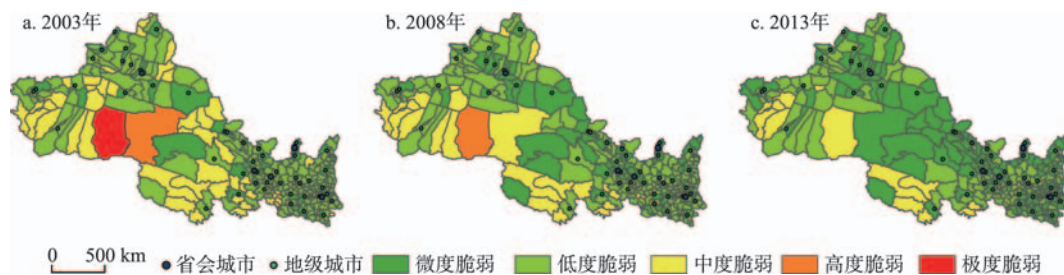 a. 2003年
b. 2008年
c. 2013年
0 500 km
省会城市 地级城市 微度脆弱 低度脆弱 中度脆弱 高度脆弱 极度脆弱